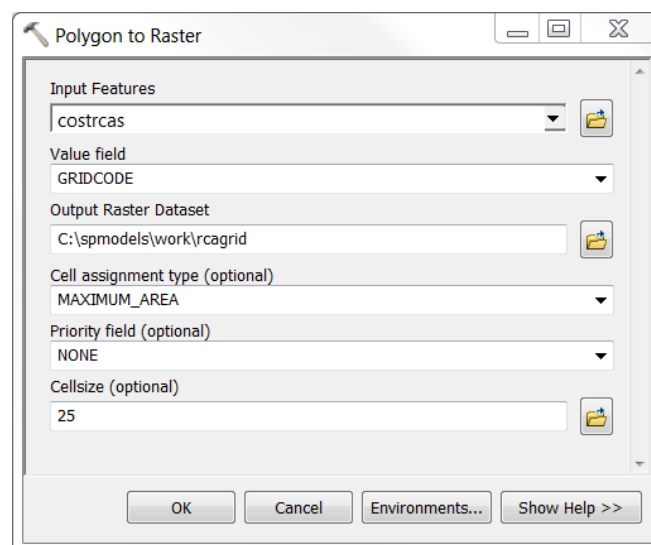 Polygon to Raster
Input Features
costrcas
Value field
GRIDCODE
Output Raster Dataset
C:\spmodels\work\rcagrid
Cell assignment type (optional)
MAXIMUM_AREA
Priority field (optional)
NONE
Cellsize (optional)
25
OK Cancel Environments... Show Help >>